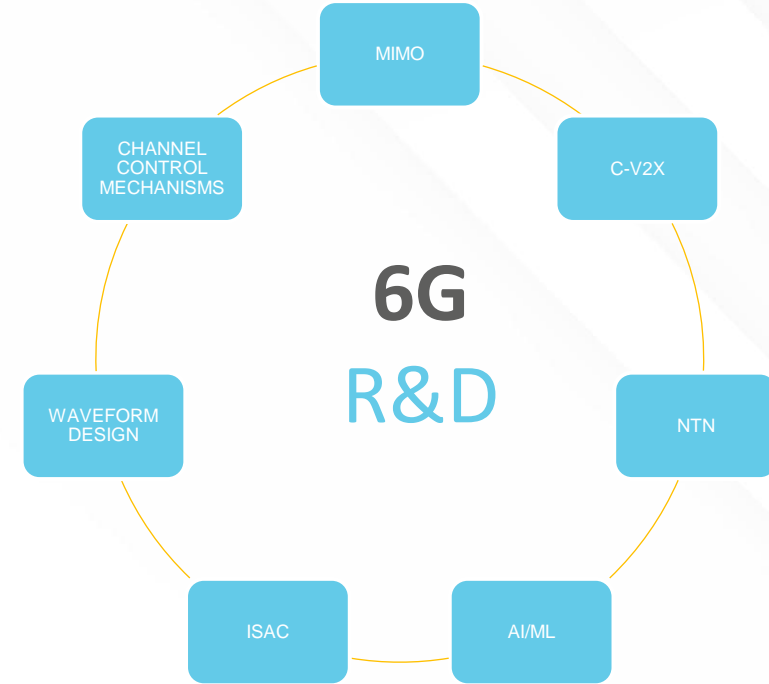 MIMO
CHANNEL
CONTROL
MECHANISMS
C-V2X
6G
R&D
WAVEFORM
DESIGN
NTN
ISAC
AI/ML